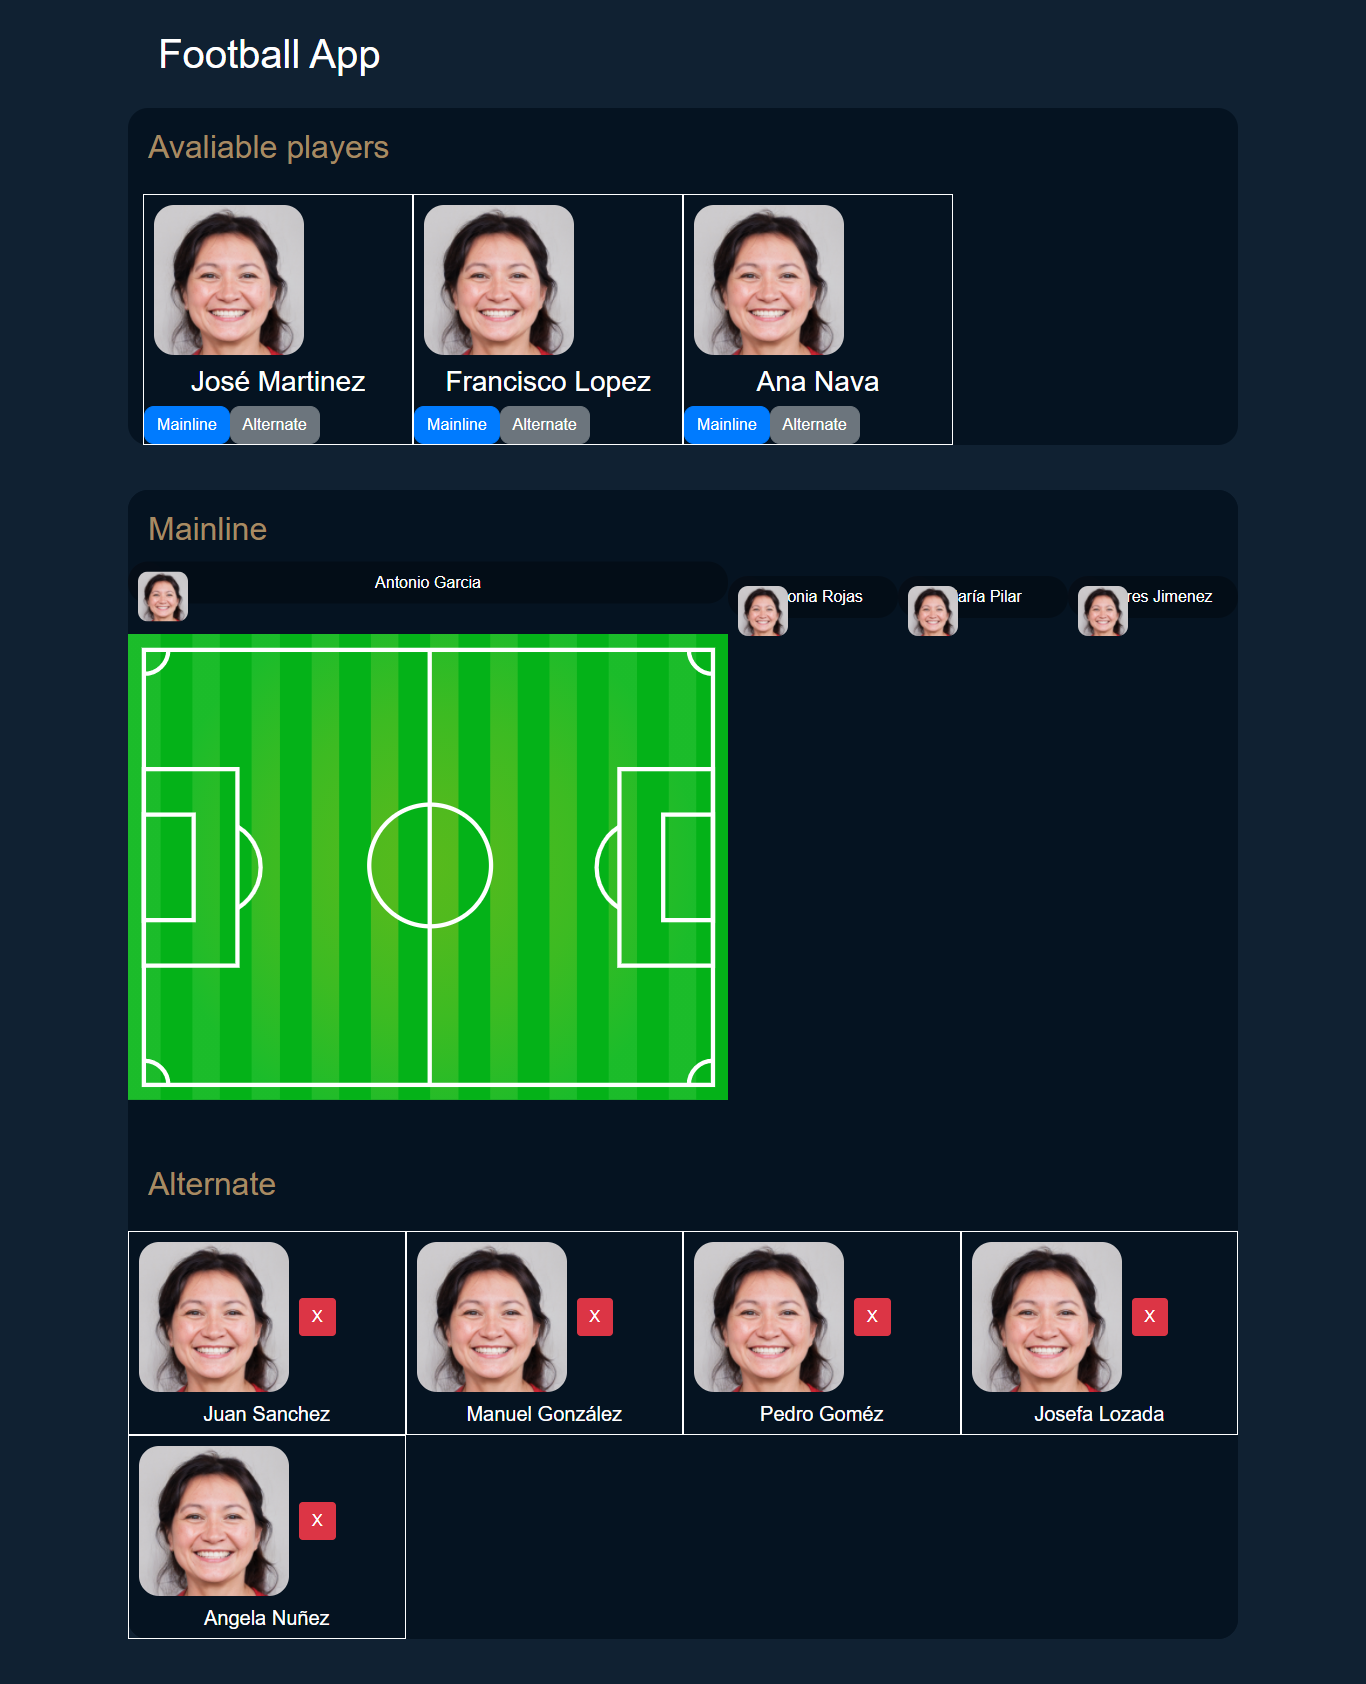 Football App
Avaliable players
José Martinez
Francisco Lopez
Ana Nava
Mainline Alternate
Mainline Alternate
Mainline Alternate
Mainline
Antonio Garcia
onia Rojas
aría Pilar
res Jimenez
Alternate
X
X
X
X
Juan Sanchez
Manuel González
Pedro Goméz
Josefa Lozada
X
Angela Nuñez